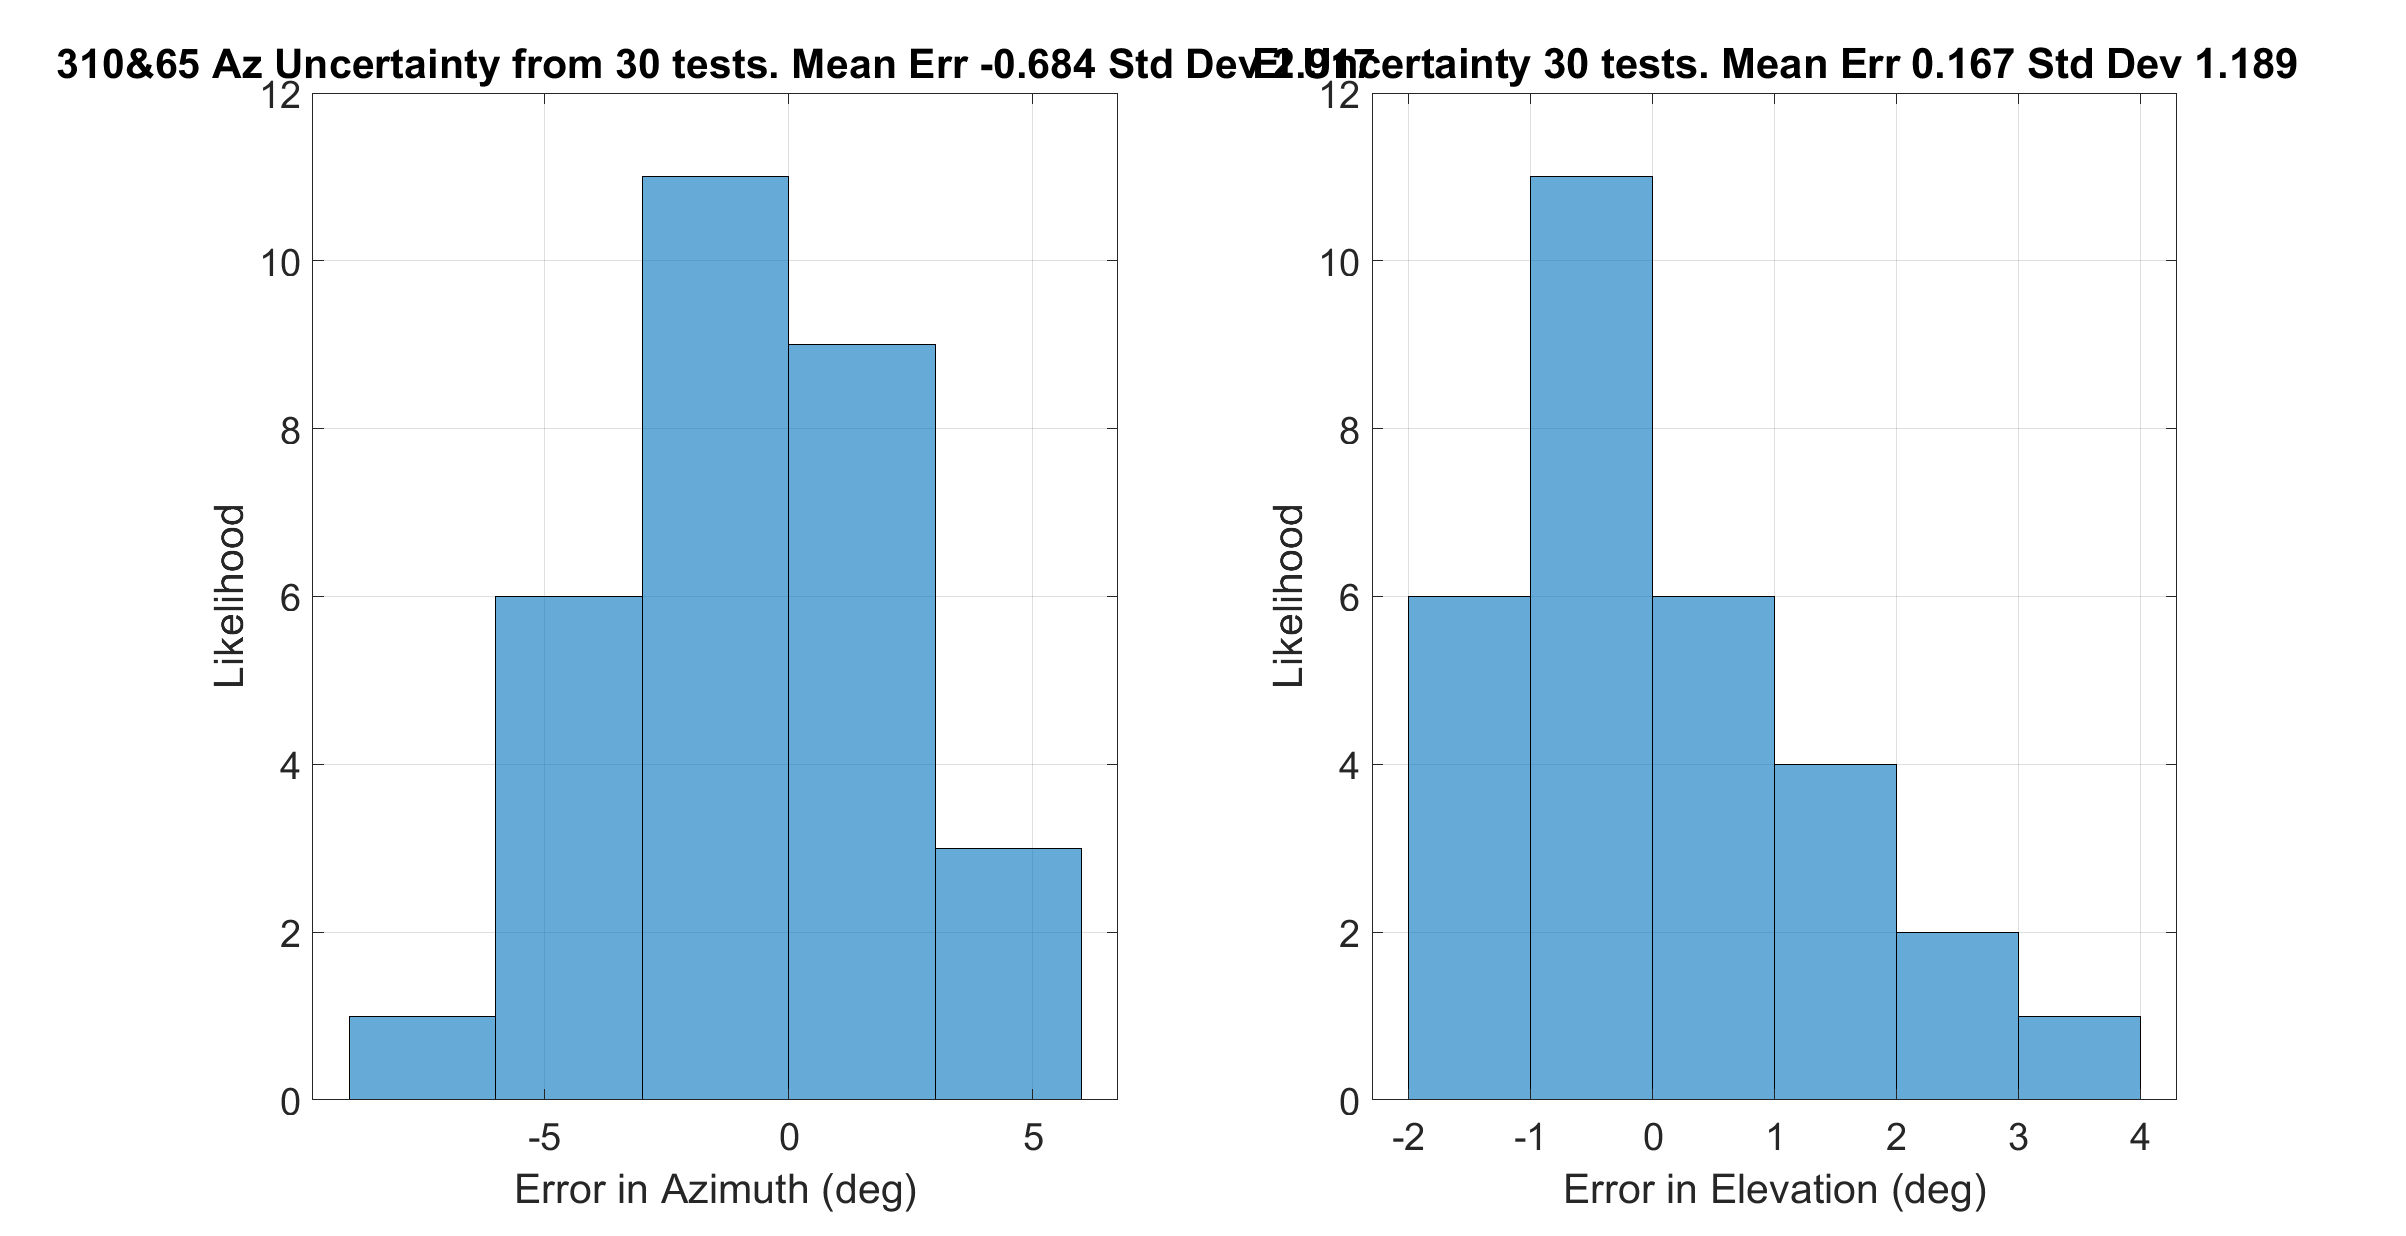 310&65 Az Uncertainty from 30 tests. Mean Err -0.684 Std Dev 2.917
El Uncertainty 30 tests. Mean Err 0.167 Std Dev 1.189
12
10
8
6
4
2
0
Likelihood
-5 0 5
Error in Azimuth (deg)
12
10
8
6
4
2
0
Likelihood
-2 -1 0 1 2 3 4
Error in Elevation (deg)